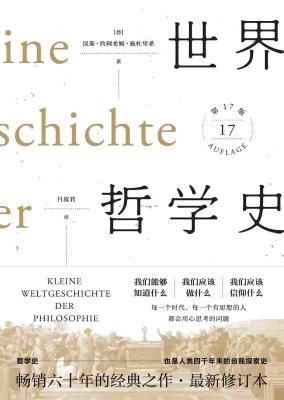 ine
世界
[德]
汉斯·约阿希姆·施杜里希
著
schichte
第17版
17
AUFLAGE
er
吕叔君
译
哲学史
KLEINE
WELTGESCHICHTE
DER
PHILOSOPHIE
我们能够
知道什么
我们应该
做什么
我们应该
信仰什么
每一个时代，每一个有思想的人
都会用心思考的问题
哲学史
也是人类四千年来的自我探索史
畅销六十年的经典之作·最新修订本